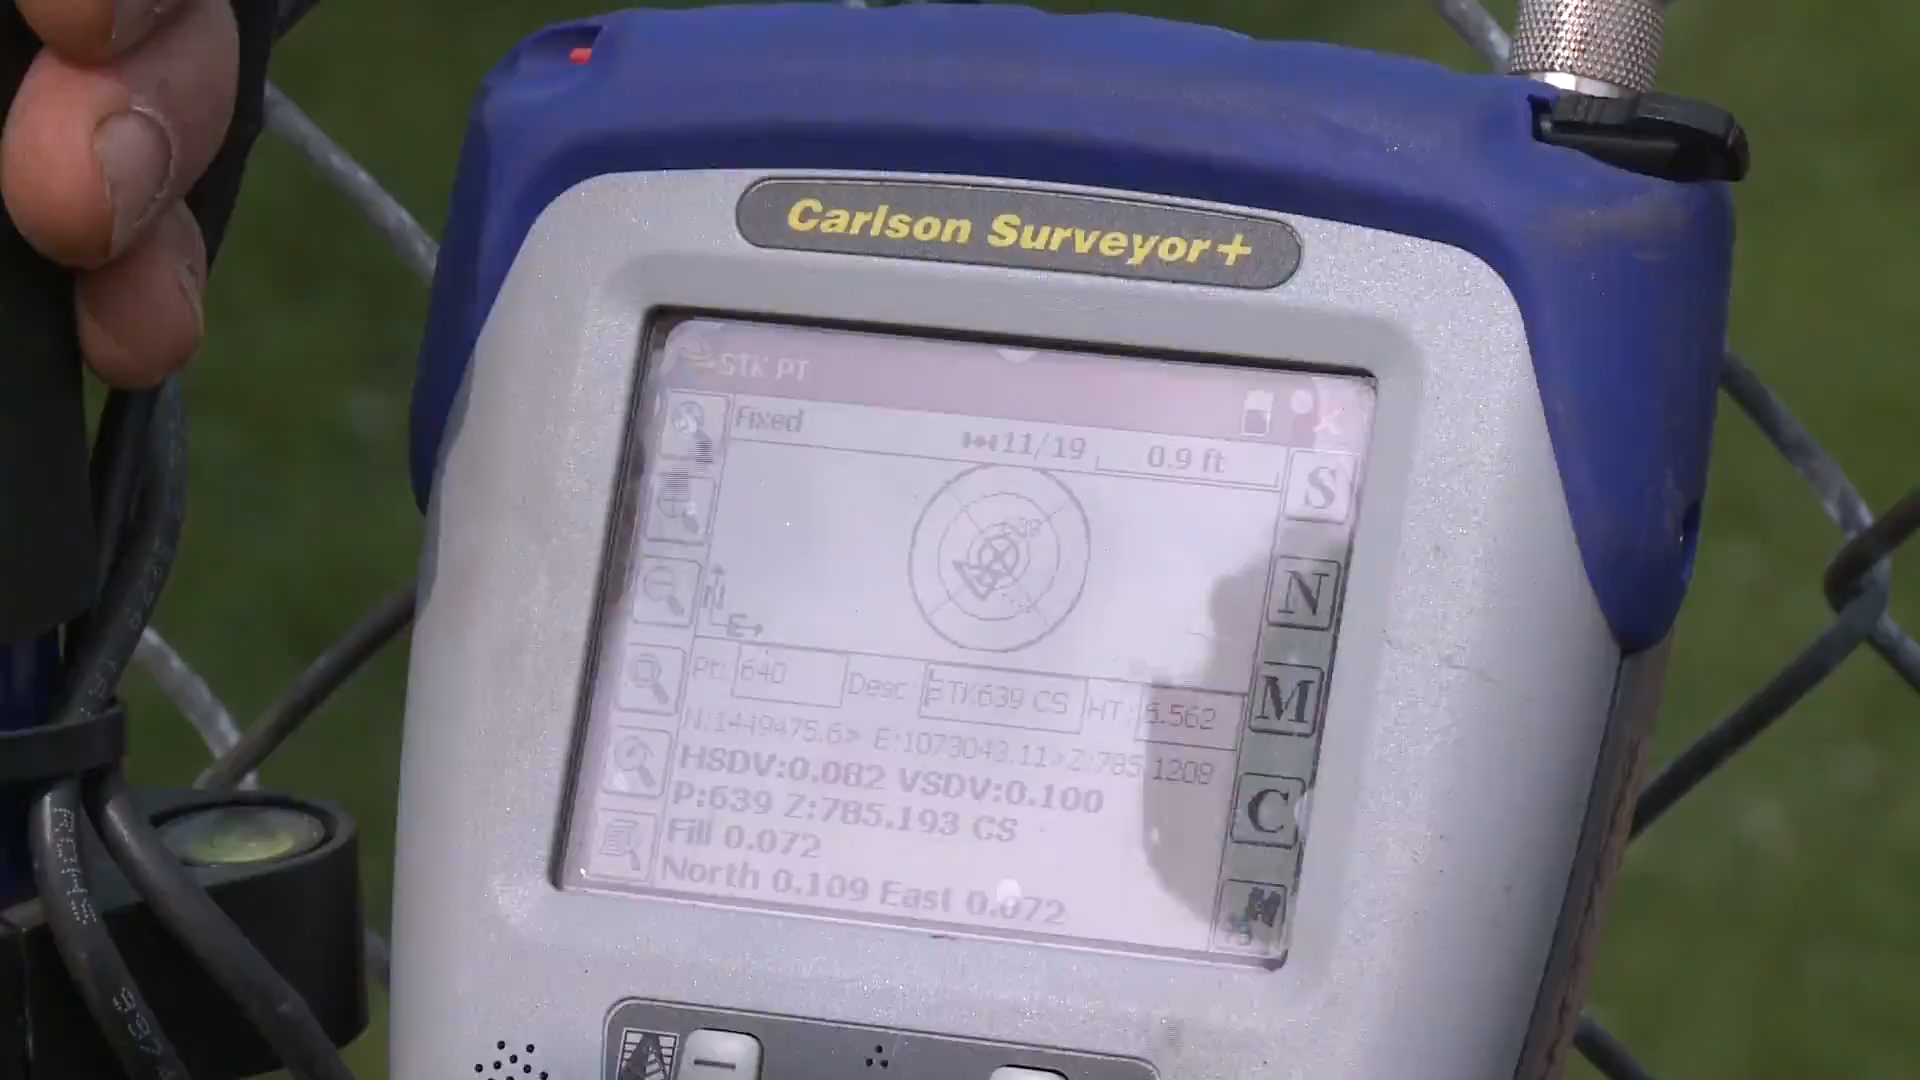 Carlson Surveyor+
STK PT
Fixed
11/19
0.9 ft
S
N
E
N
M
Pt: 640 Desc STK639 CS HT: 5.562
N:1449475.6> E:1073043.11>Z:785.1209
HSDV:0.082 VSDV:0.100
P:639 Z:785.193 CS
C
Fill 0.072
North 0.109 East 0.072